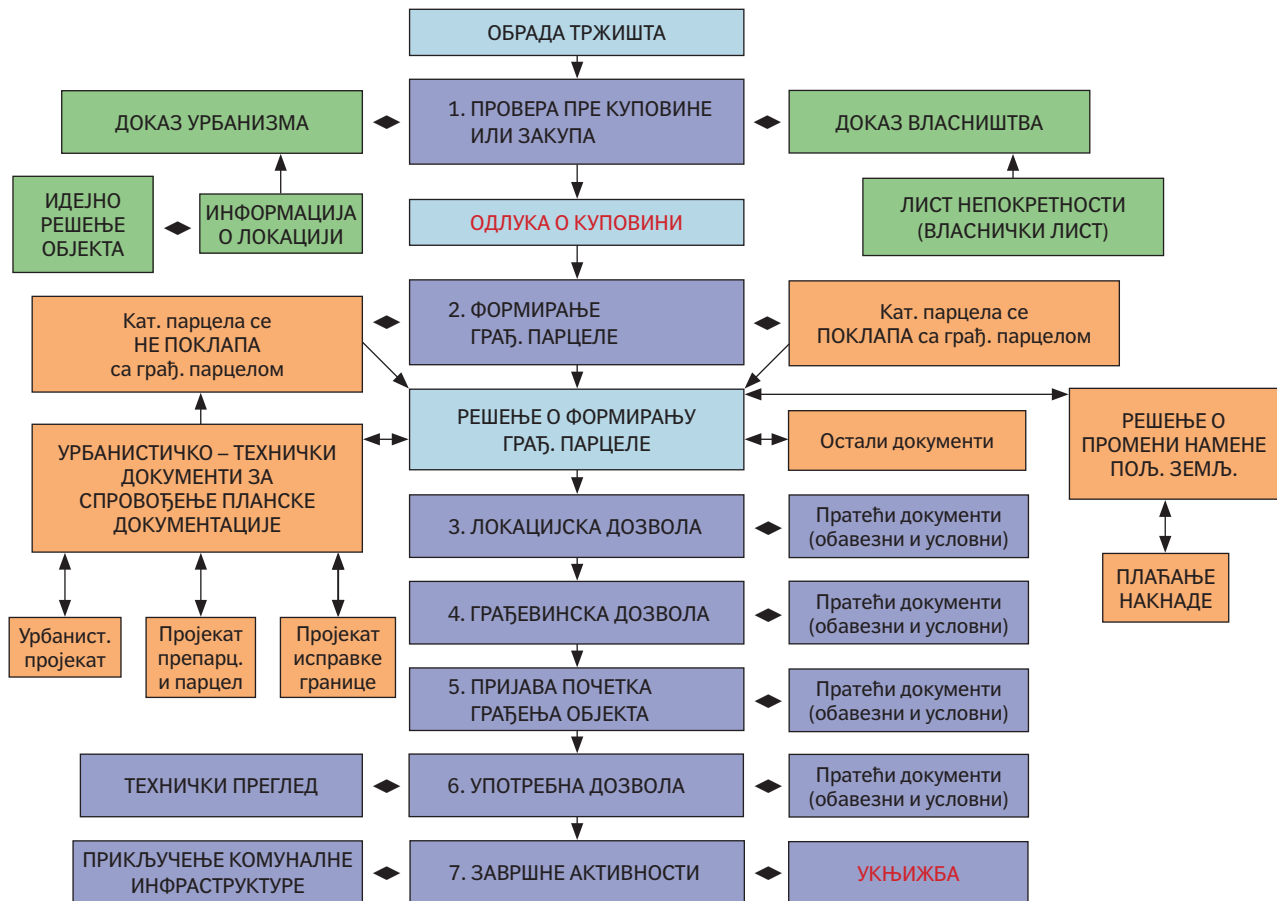 ОБРАДА ТРЖИШТА
ДОКАЗ УРБАНИЗМА
1. ПРОВЕРА ПРЕ КУПОВИНЕ
ИЛИ ЗАКУПА
ДОКАЗ ВЛАСНИШТВА
ИДЕЈНО
РЕШЕЊЕ
ОБЈЕКТА
ИНФОРМАЦИЈА
О ЛОКАЦИЈИ
ОДЛУКА О КУПОВИНИ
ЛИСТ НЕПОКРЕТНОСТИ
(ВЛАСНИЧКИ ЛИСТ)
Кат. парцела се
НЕ ПОКЛАПА
са грађ. парцелом
2. ФОРМИРАЊЕ
ГРАЂ. ПАРЦЕЛЕ
Кат. парцела се
ПОКЛАПА са грађ. парцелом
УРБАНИСТИЧКО – ТЕХНИЧКИ
ДОКУМЕНТИ ЗА
СПРОВОЂЕЊЕ ПЛАНСКЕ
ДОКУМЕНТАЦИЈЕ
РЕШЕЊЕ О ФОРМИРАЊУ
ГРАЂ. ПАРЦЕЛЕ
Остали документи
РЕШЕЊЕ О
ПРОМЕНИ НАМЕНЕ
ПОЉ. ЗЕМЉ.
3. ЛОКАЦИЈСКА ДОЗВОЛА
Пратећи документи
(обавезни и условни)
ПЛАЋАЊЕ
НАКНАДЕ
Урбанист.
пројекат
Пројекат
препарц.
и парцел
Пројекат
исправке
границе
4. ГРАЂЕВИНСКА ДОЗВОЛА
Пратећи документи
(обавезни и условни)
5. ПРИЈАВА ПОЧЕТКА
ГРАЂЕЊА ОБЈЕКТА
Пратећи документи
(обавезни и условни)
ТЕХНИЧКИ ПРЕГЛЕД
6. УПОТРЕБНА ДОЗВОЛА
Пратећи документи
(обавезни и условни)
ПРИКЉУЧЕЊЕ КОМУНАЛНЕ
ИНФРАСТРУКТУРЕ
7. ЗАВРШНЕ АКТИВНОСТИ
УКЊИЖБА